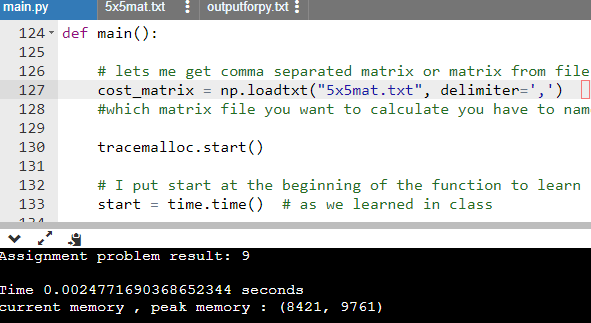 main.py 5x5mat.txt outputforpy.txt
124 def main():
125
126 # lets me get comma separated matrix or matrix from file
127 cost_matrix = np.loadtxt("5x5mat.txt", delimiter=',')
128 #which matrix file you want to calculate you have to nam
129
130 tracemalloc.start()
131
132 # I put start at the beginning of the function to learn
133 start = time.time() # as we learned in class
Assignment problem result: 9
Time 0.0024771690368652344 seconds
current memory , peak memory : (8421, 9761)